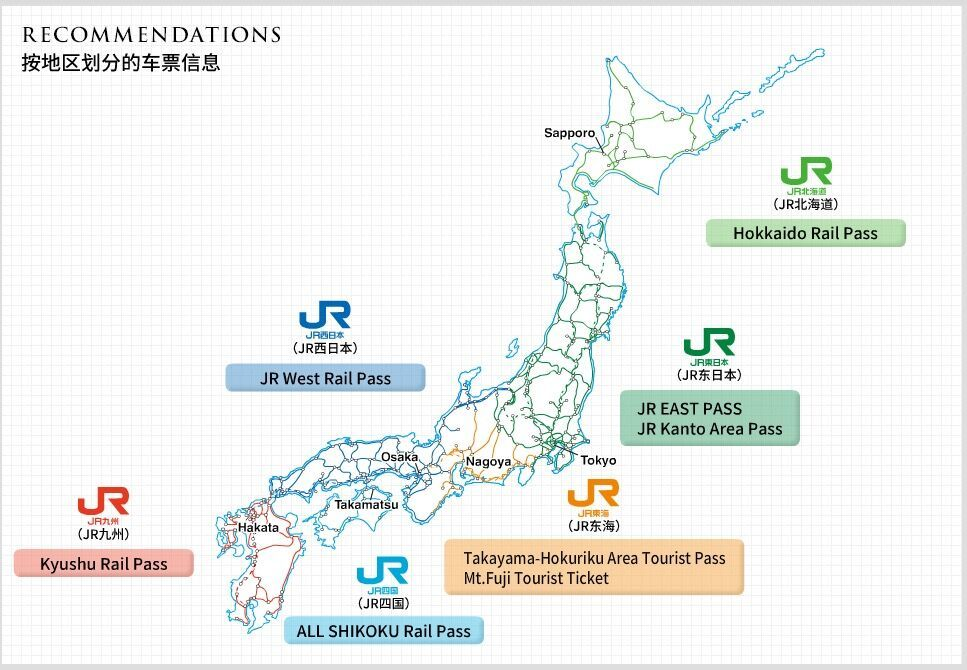 RECOMMENDATIONS
按地区划分的车票信息
Sapporo
JR
JR北海道
（JR北海道）
Hokkaido Rail Pass
JR
JR西日本
（JR西日本）
JR West Rail Pass
JR
JR東日本
（JR东日本）
JR EAST PASS
JR Kanto Area Pass
Osaka
Nagoya
Tokyo
Takamatsu
Hakata
JR
JR九州
（JR九州）
Kyushu Rail Pass
JR
JR東海
（JR东海）
Takayama-Hokuriku Area Tourist Pass
Mt.Fuji Tourist Ticket
JR
JR四国
（JR四国）
ALL SHIKOKU Rail Pass